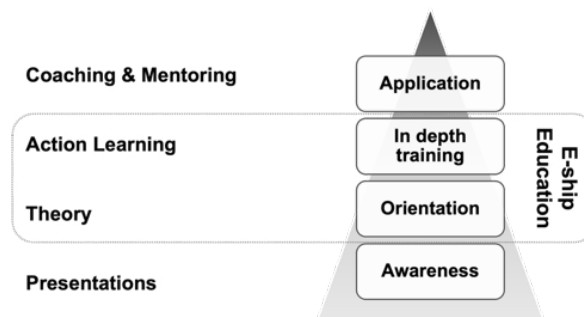 Coaching & Mentoring
Application
Action Learning
In depth
training
Theory
Orientation
Presentations
Awareness
E-ship
Education